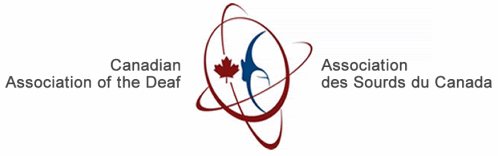 Canadian
Association of the Deaf
Association
des Sourds du Canada